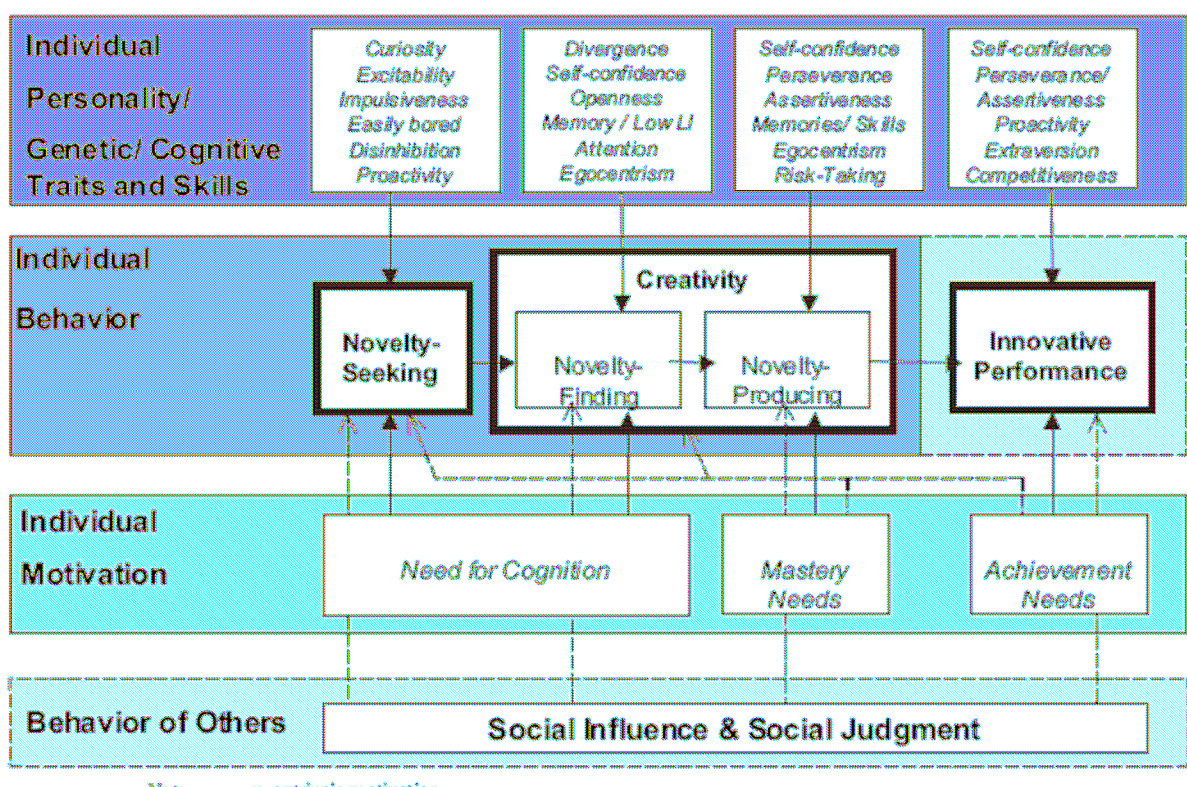 Individual
Personality/
Genetic/ Cognitive
Traits and Skills
Curiosity
Excitability
Impulsiveness
Easily bored
Disinhibition
Proactivity
Divergence
Self-confidence
Openness
Memory / Low LI
Attention
Egocentrism
Self-confidence
Perseverance
Assertiveness
Memories/ Skills
Egocentrism
Risk-Taking
Self-confidence
Perseverance/
Assertiveness
Proactivity
Extraversion
Competitiveness
Individual
Behavior
Novelty-
Seeking
Creativity
Novelty-
Finding
Novelty-
Producing
Innovative
Performance
Individual
Motivation
Need for Cognition
Mastery
Needs
Achievement
Needs
Behavior of Others
Social Influence & Social Judgment